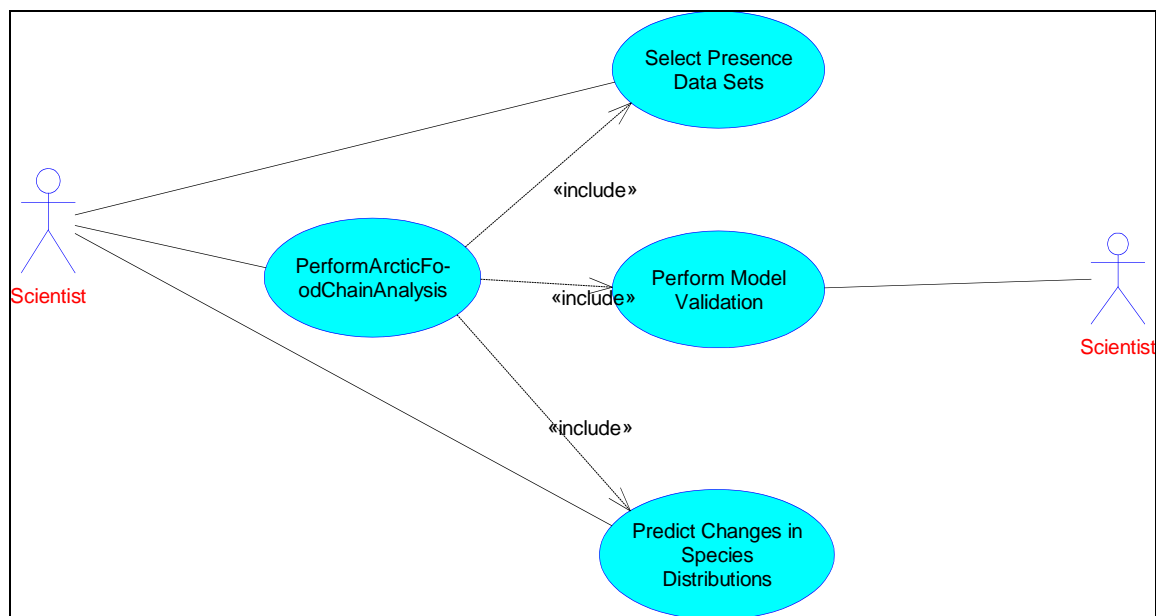 Select Presence
Data Sets
«include»
PerformArcticFo-
odChainAnalysis
Scientist
«include»
Perform Model
Validation
Scientist
«include»
Predict Changes in
Species
Distributions